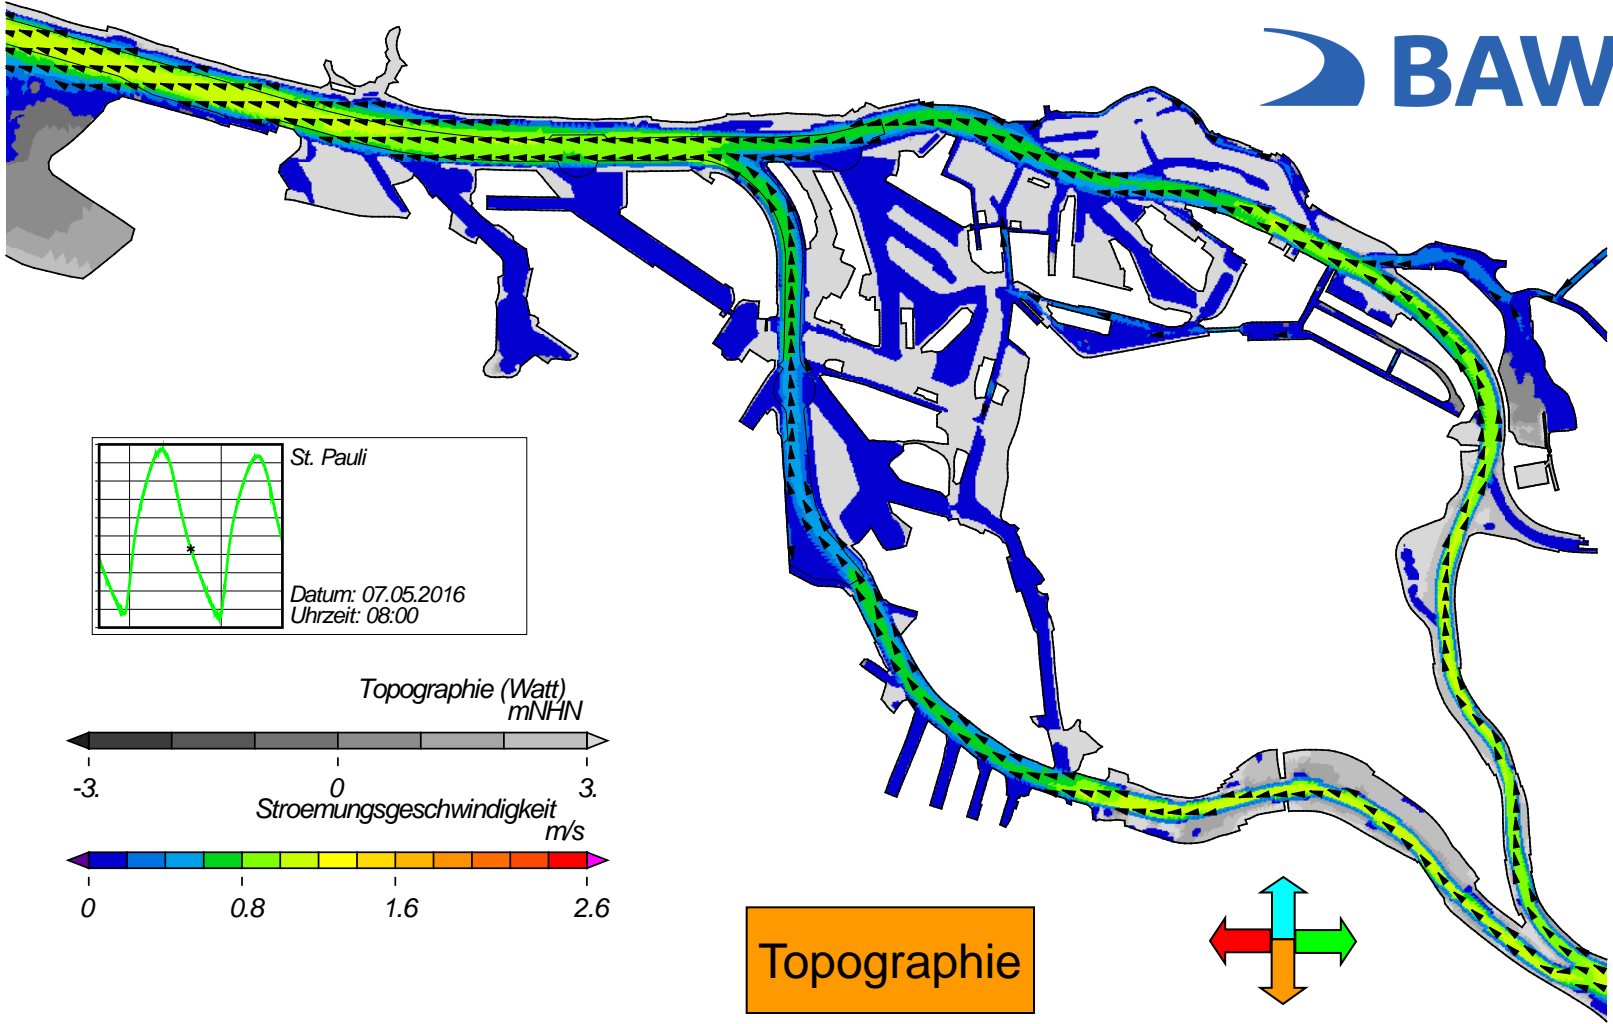 BAW
St. Pauli
Datum: 07.05.2016
Uhrzeit: 08:00
Topographie (Watt)
mNHN
-3. 0 3.
Stroemungsgeschwindigkeit
m/s
0 0.8 1.6 2.6
Topographie